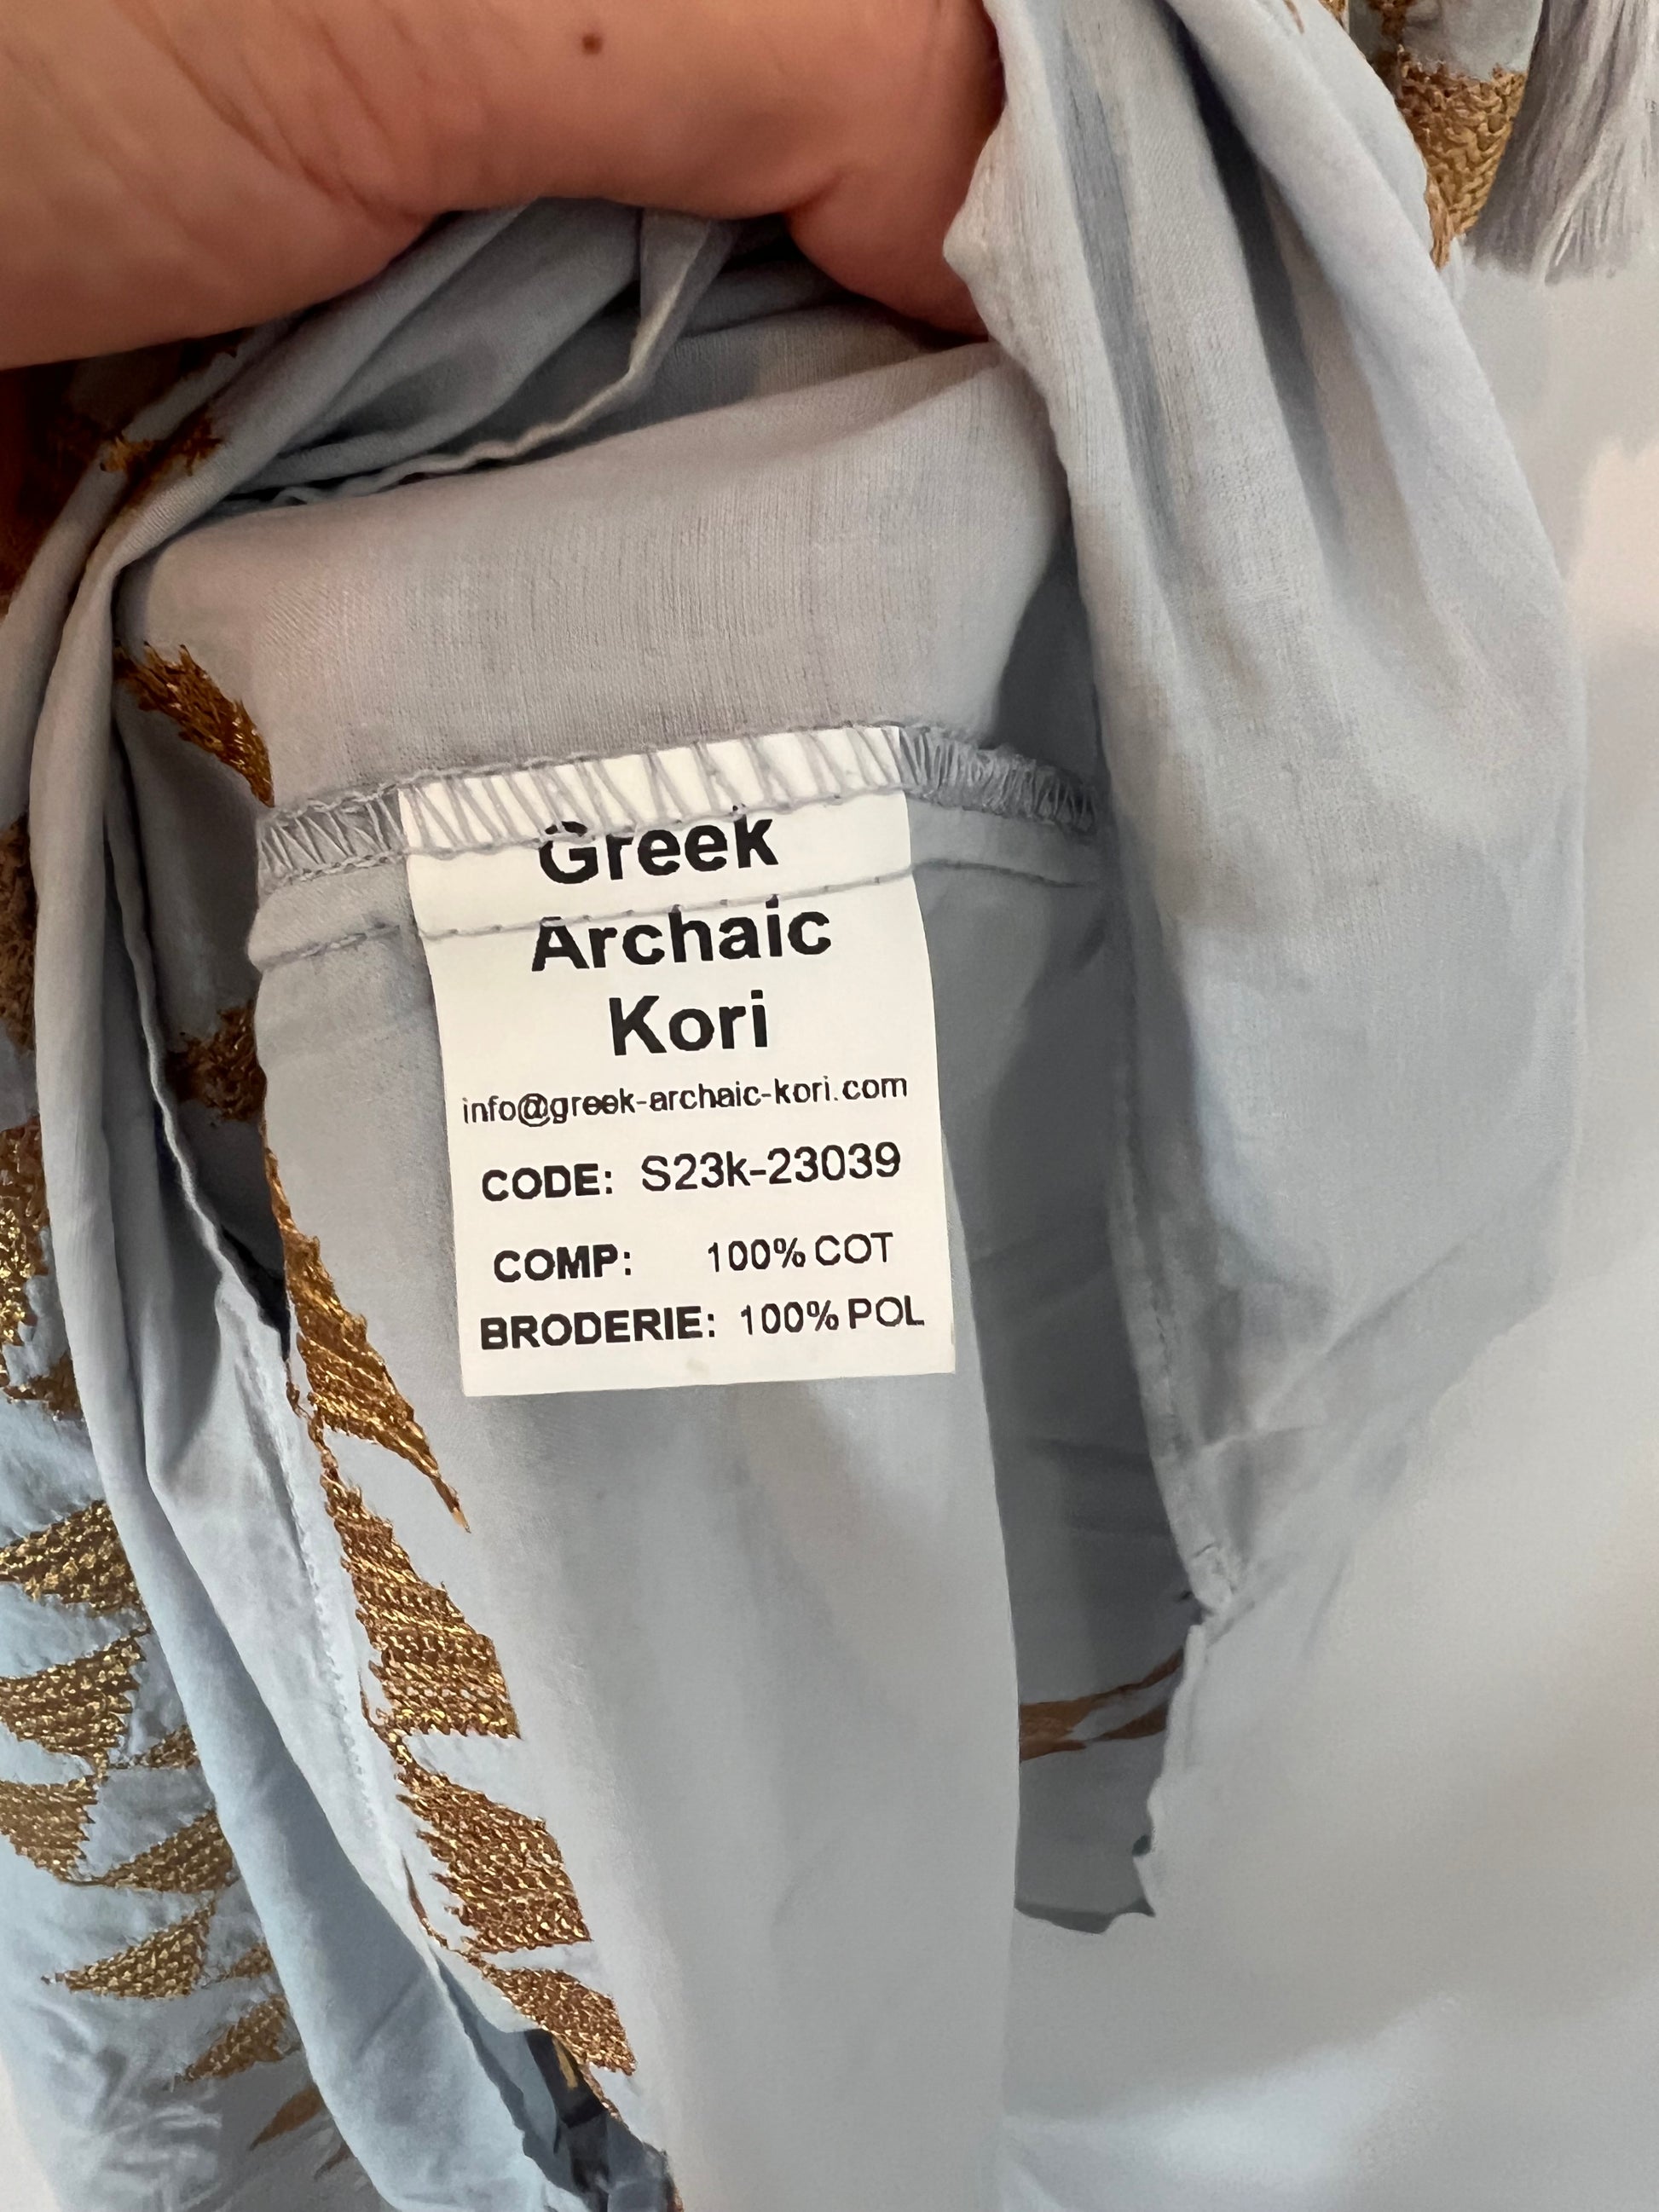 Greek
Archaic
Kori
info@greek-archaic-kori.com
CODE: S23k-23039
COMP: 100% COT
BRODERIE: 100% POL